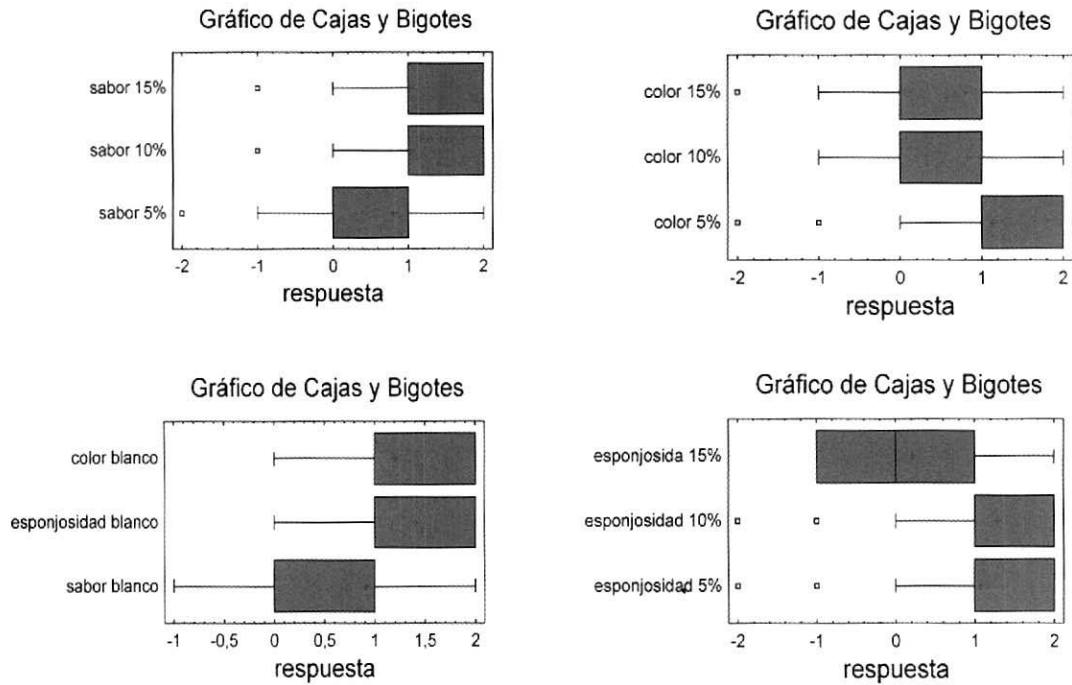 Gráfico de Cajas y Bigotes
sabor 15%
sabor 10%
sabor 5%
-2 -1 0 1 2
respuesta
Gráfico de Cajas y Bigotes
color 15%
color 10%
color 5%
-2 -1 0 1 2
respuesta
Gráfico de Cajas y Bigotes
color blanco
esponjosidad blanco
sabor blanco
-1 -0,5 0 0,5 1 1,5 2
respuesta
Gráfico de Cajas y Bigotes
esponjosida 15%
esponjosidad 10%
esponjosidad 5%
-2 -1 0 1 2
respuesta